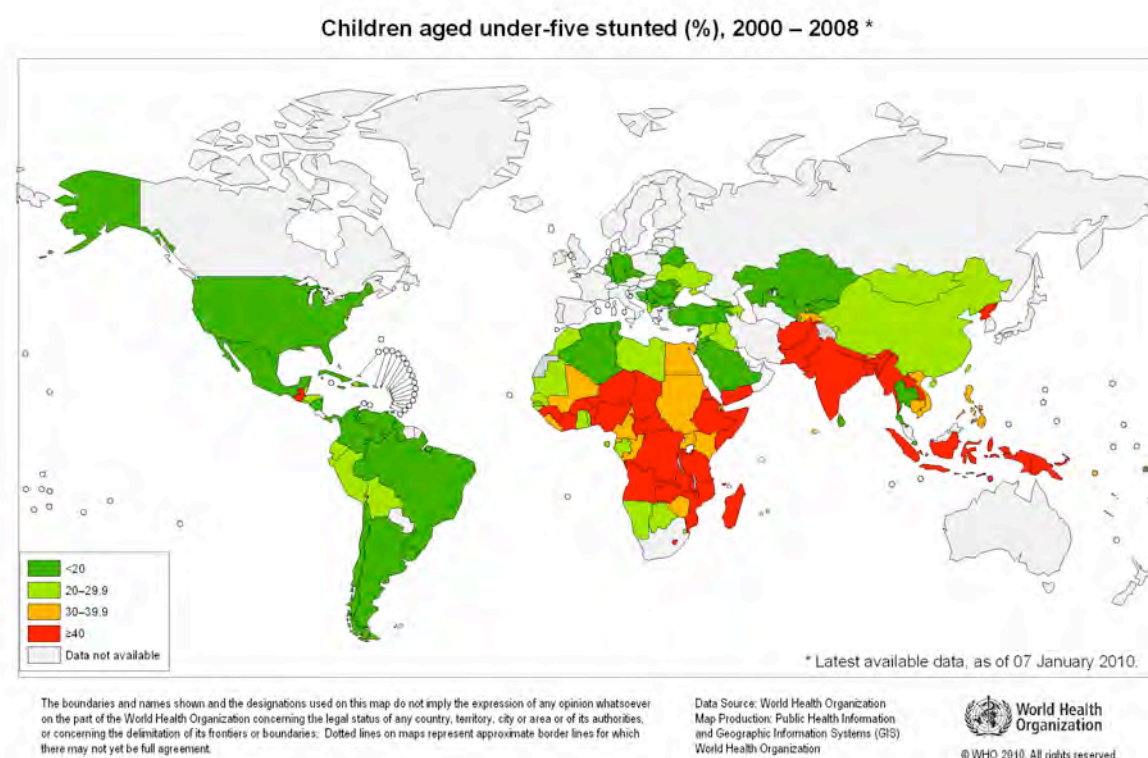 Children aged under-five stunted (%), 2000 – 2008 *
<20
20–29.9
30–39.9
≥40
Data not available
* Latest available data, as of 07 January 2010.
The boundaries and names shown and the designations used on this map do not imply the expression of any opinion whatsoever
on the part of the World Health Organization concerning the legal status of any country, territory, city or area or of its authorities,
or concerning the delimitation of its frontiers or boundaries. Dotted lines on maps represent approximate border lines for which
there may not yet be full agreement.
Data Source: World Health Organization
Map Production: Public Health Information
and Geographic Information Systems (GIS)
World Health Organization
World Health
Organization
© WHO 2010. All rights reserved